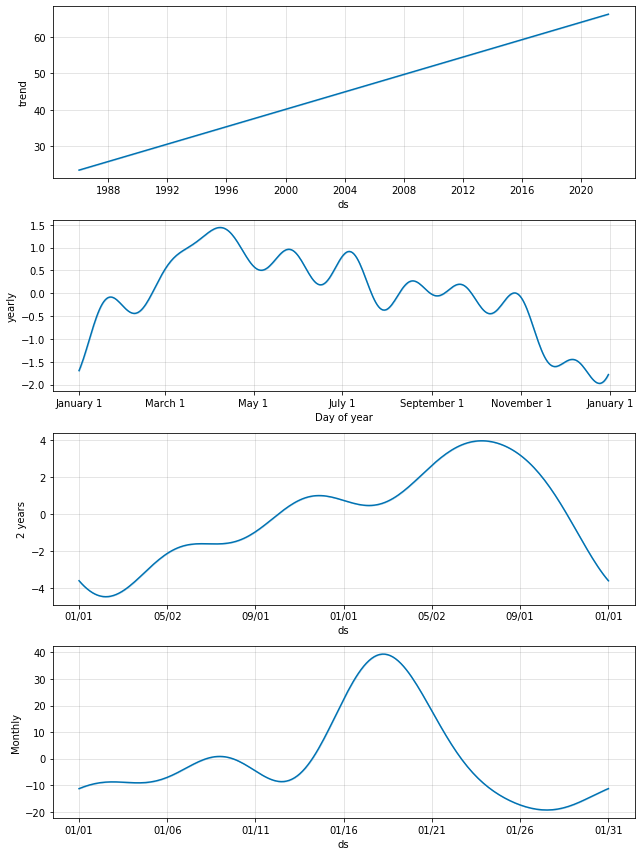 60
50
40
30
trend
1988 1992 1996 2000 2004 2008 2012 2016 2020
ds
1.5
1.0
0.5
0.0
−0.5
−1.0
−1.5
−2.0
yearly
January 1 March 1 May 1 July 1 September 1 November 1 January 1
Day of year
4
2
0
−2
−4
2 years
01/01 05/02 09/01 01/01 05/02 09/01 01/01
ds
40
30
20
10
0
−10
−20
Monthly
01/01 01/06 01/11 01/16 01/21 01/26 01/31
ds